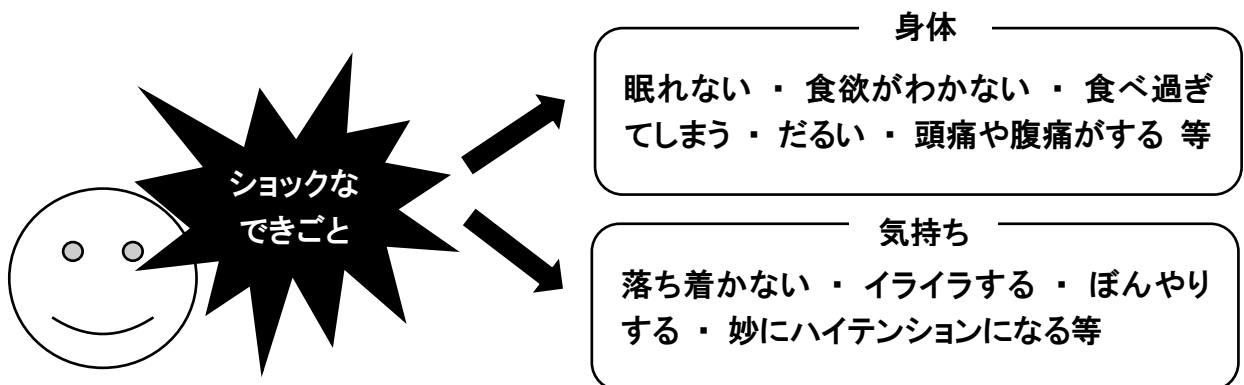 ショックな
できごと
身体
眠れない ・ 食欲がわかない ・ 食べ過ぎ
てしまう ・ だるい ・ 頭痛や腹痛がする 等
気持ち
落ち着かない ・ イライラする ・ ぼんやり
する ・ 妙にハイテンションになる等